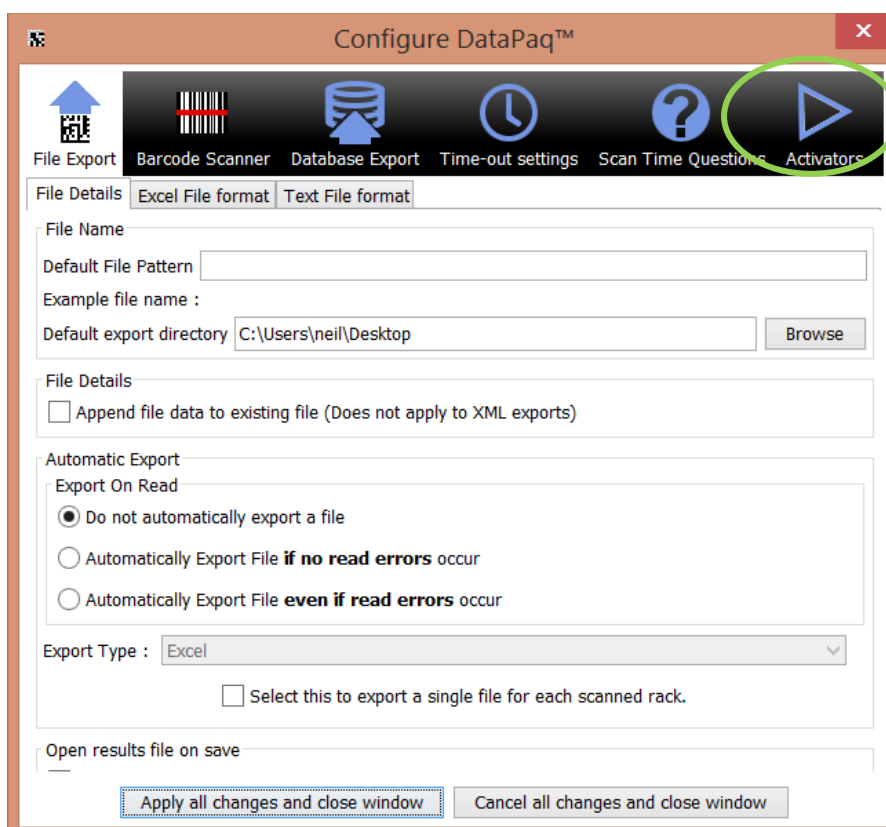 Configure DataPaq™
File Export Barcode Scanner Database Export Time-out settings Scan Time Questions Activators
File Details Excel File format Text File format
File Name
Default File Pattern
Example file name :
Default export directory C:\Users\neil\Desktop Browse
File Details
Append file data to existing file (Does not apply to XML exports)
Automatic Export
Export On Read
Do not automatically export a file
Automatically Export File if no read errors occur
Automatically Export File even if read errors occur
Export Type : Excel
Select this to export a single file for each scanned rack.
Open results file on save
Apply all changes and close window Cancel all changes and close window